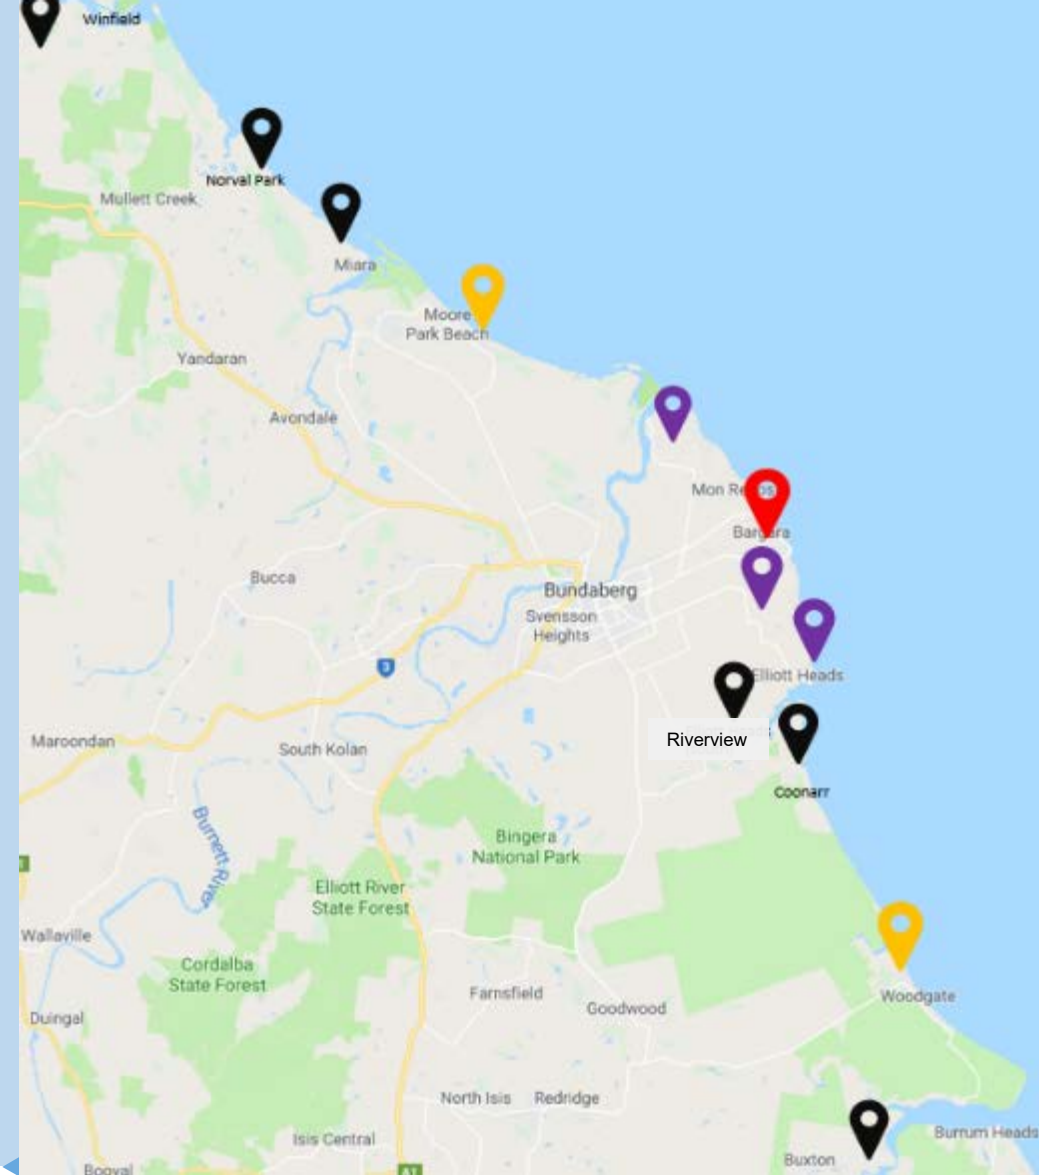 Winfield
Norval Park
Mullett Creek
Miara
Moore
Park Beach
Yandaran
Avondale
Mon Repos
Bargara
Bucca
Bundaberg
Svensson
Heights
3
Elliott Heads
Riverview
Maroondan
South Kolan
Coonarr
Burnett River
Bingera
National Park
Elliott River
State Forest
Wallaville
Cordalba
State Forest
Farnsfield
Goodwood
Woodgate
Duingal
North Isis
Redridge
Isis Central
Burrum Heads
Buxton
Booyal
A1